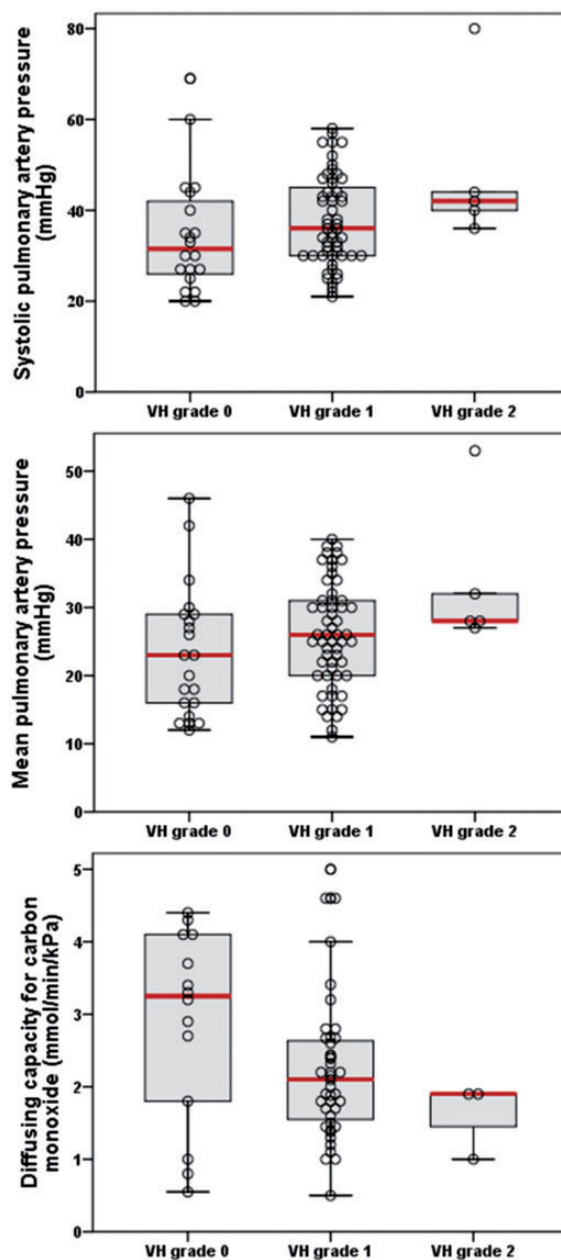 Systolic pulmonary artery pressure
(mmHg)
80
60
40
20
0
VH grade 0
VH grade 1
VH grade 2
Mean pulmonary artery pressure
(mmHg)
50
40
30
20
10
0
VH grade 0
VH grade 1
VH grade 2
Diffusing capacity for carbon
monoxide (mmol/min/kPa)
5
4
3
2
1
0
VH grade 0
VH grade 1
VH grade 2